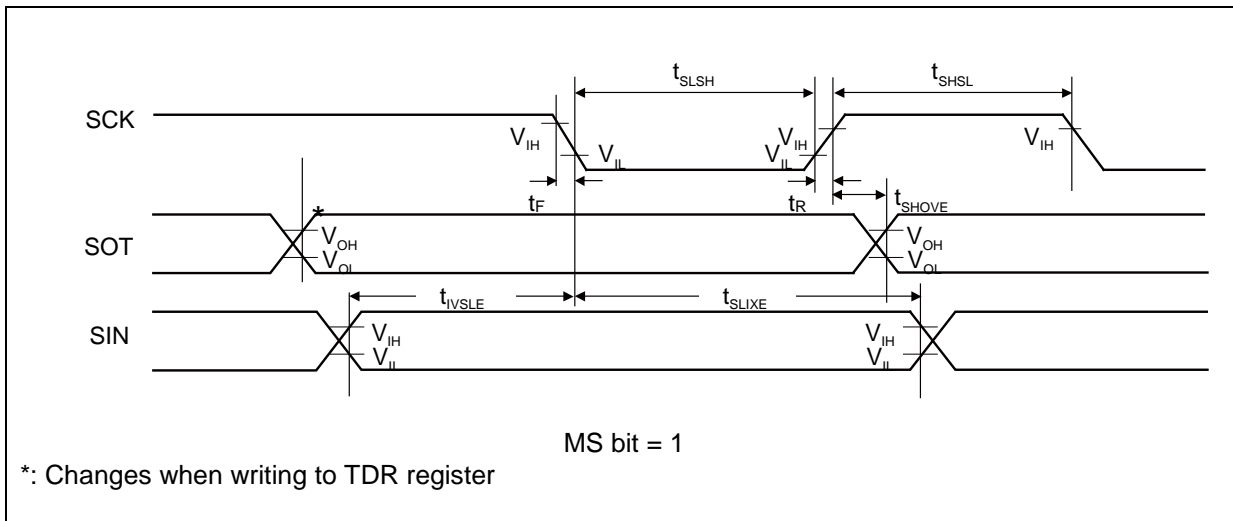 tSLSH tSHSL
SCK
VIH VIL VIH VIL VIH
tF tR tSHOVE
*
SOT
VOH VOH
VOL VOL
tIVSLE tSLIXE
SIN
VIH VIH
VIL VIL
MS bit = 1
*: Changes when writing to TDR register